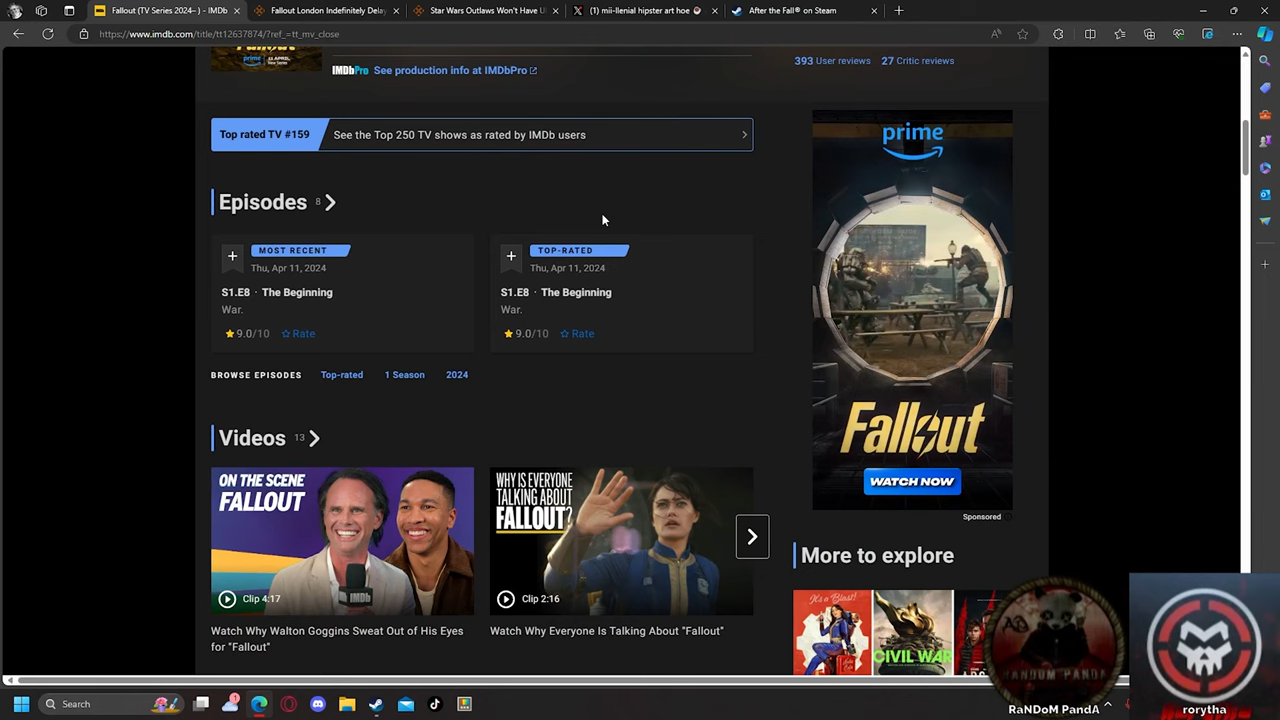 Fallout (TV Series 2024– ) - IMDb
Fallout London Indefinitely Delay
Star Wars Outlaws Won't Have U
(1) mii-llenial hipster art hoe
After the Fall® on Steam
https://www.imdb.com/title/tt12637874/?ref_=tt_mv_close
prime
IMDbPro See production info at IMDbPro
393 User reviews 27 Critic reviews
Top rated TV #159 See the Top 250 TV shows as rated by IMDb users
Episodes 8
MOST RECENT
Thu, Apr 11, 2024
S1.E8 · The Beginning
War.
9.0/10 Rate
TOP-RATED
Thu, Apr 11, 2024
S1.E8 · The Beginning
War.
9.0/10 Rate
BROWSE EPISODES Top-rated 1 Season 2024
Videos 13
ON THE SCENE
FALLOUT
IMDb
Clip 4:17
Watch Why Walton Goggins Sweat Out of His Eyes
for "Fallout"
WHY IS EVERYONE
TALKING ABOUT
FALLOUT?
Clip 2:16
Watch Why Everyone Is Talking About "Fallout"
prime
Fallout
WATCH NOW
Sponsored
More to explore
It's a Blast!
CIVIL WAR
RANDOM PANDA
RaNDoM PandA
rorytha
Search